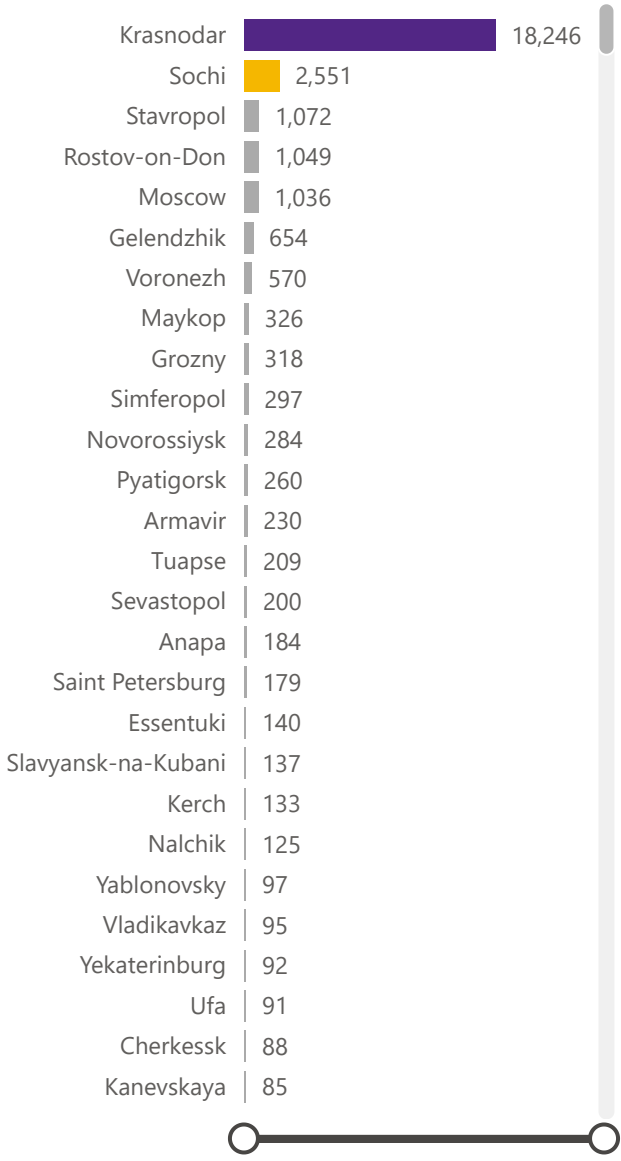 Krasnodar 18,246
Sochi 2,551
Stavropol 1,072
Rostov-on-Don 1,049
Moscow 1,036
Gelendzhik 654
Voronezh 570
Maykop 326
Grozny 318
Simferopol 297
Novorossiysk 284
Pyatigorsk 260
Armavir 230
Tuapse 209
Sevastopol 200
Anapa 184
Saint Petersburg 179
Essentuki 140
Slavyansk-na-Kubani 137
Kerch 133
Nalchik 125
Yablonovsky 97
Vladikavkaz 95
Yekaterinburg 92
Ufa 91
Cherkessk 88
Kanevskaya 85